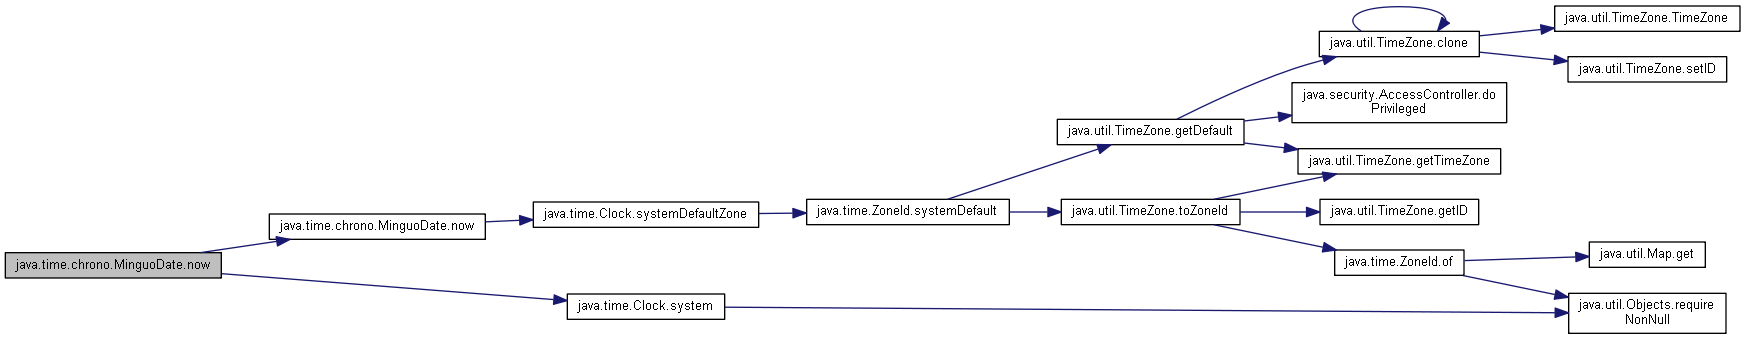 java.util.TimeZone.TimeZone
java.util.TimeZone.clone
java.util.TimeZone.setID
java.security.AccessController.do
Privileged
java.util.TimeZone.getDefault
java.util.TimeZone.getTimeZone
java.time.chrono.MinguoDate.now
java.time.Clock.systemDefaultZone
java.time.ZoneId.systemDefault
java.util.TimeZone.toZoneId
java.util.TimeZone.getID
java.time.chrono.MinguoDate.now
java.time.ZoneId.of
java.util.Map.get
java.time.Clock.system
java.util.Objects.require
NonNull